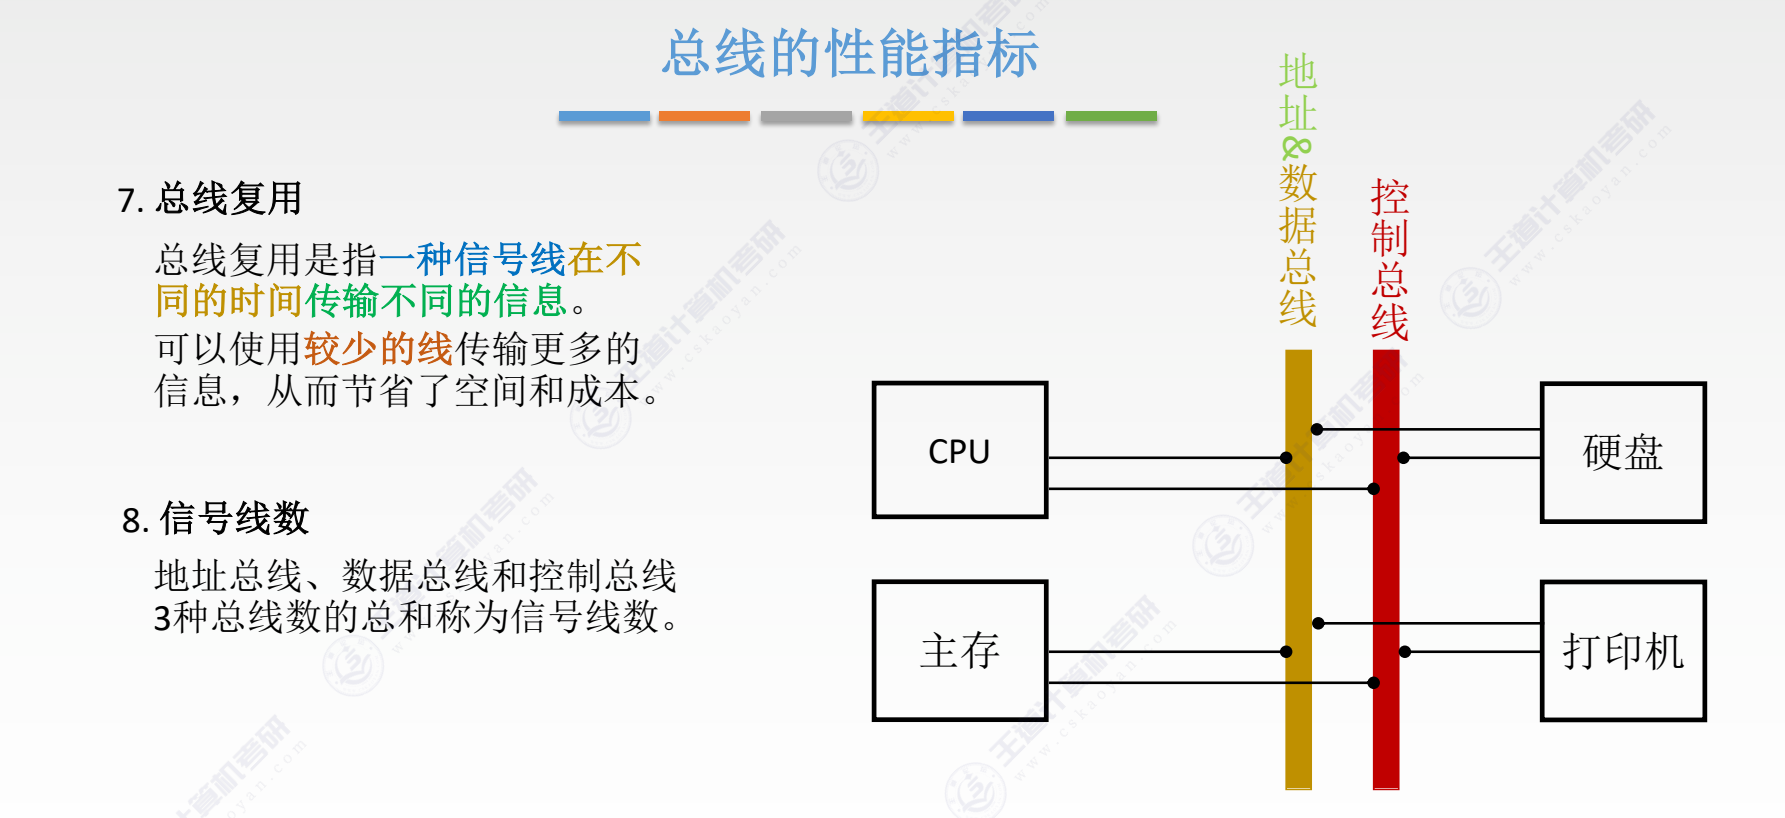 总线的性能指标
7. 总线复用
总线复用是指一种信号线在不
同的时间传输不同的信息。
可以使用较少的线传输更多的
信息，从而节省了空间和成本。
8. 信号线数
地址总线、数据总线和控制总线
3种总线数的总和称为信号线数。
地址&数据总线
控制总线
CPU
硬盘
主存
打印机
王道计算机考研
www.cskaoyan.com